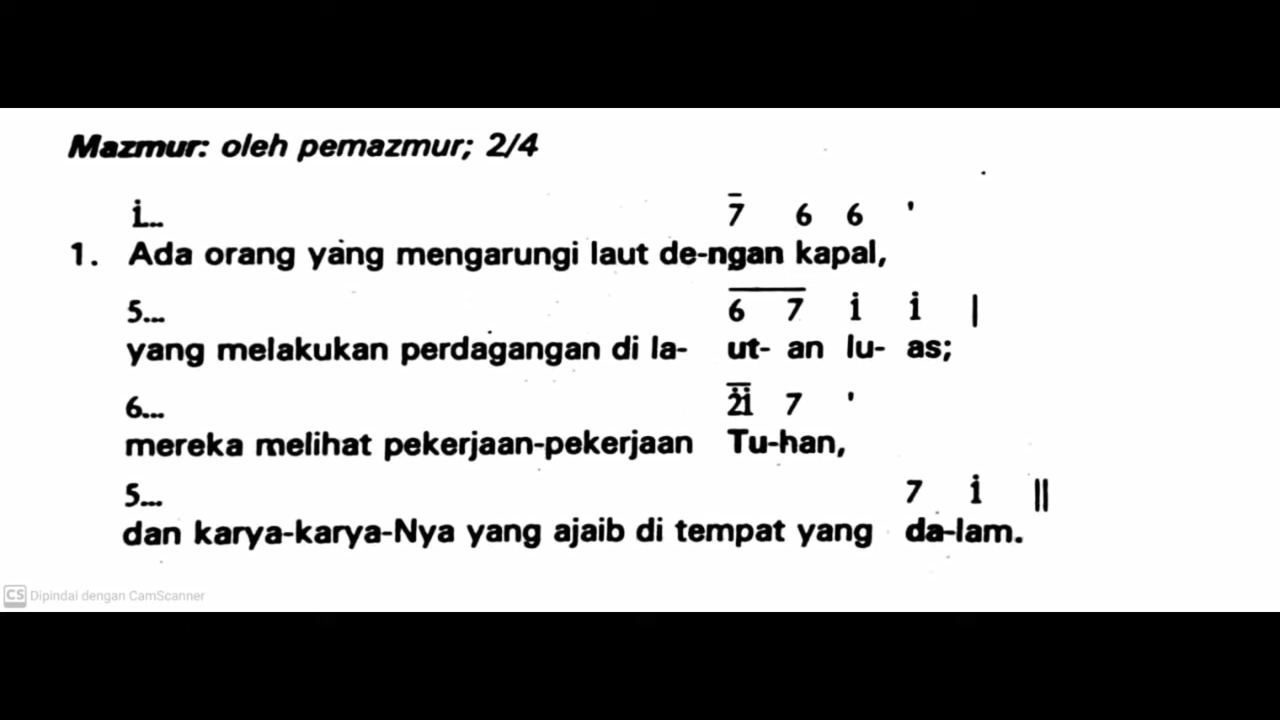 Mazmur: oleh pemazmur; 2/4
i̇... 7̅ 6 6 '
1. Ada orang yang mengarungi laut de-ngan kapal,
5... 6̅ 7̅ i̇ i̇ |
yang melakukan perdagangan di la- ut- an lu- as;
6... 2̇̅i̇̅ 7 '
mereka melihat pekerjaan-pekerjaan Tu-han,
5... 7 i̇ ||
dan karya-karya-Nya yang ajaib di tempat yang da-lam.
CS Dipindai dengan CamScanner